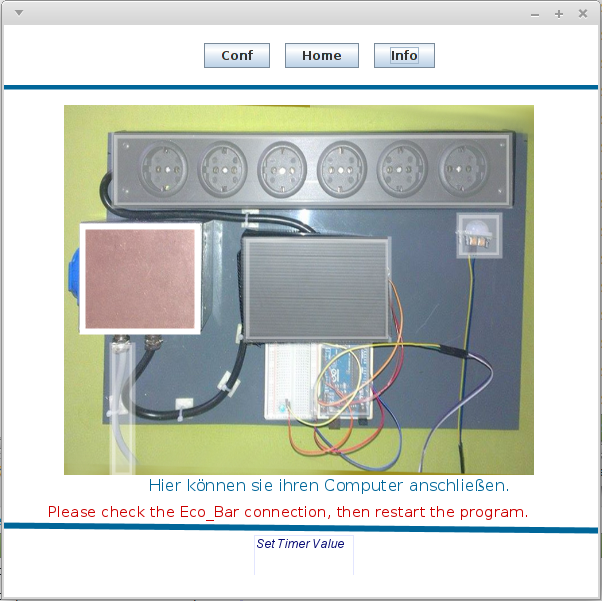 Conf Home Info
Hier können sie ihren Computer anschließen.
Please check the Eco_Bar connection, then restart the program.
Set Timer Value